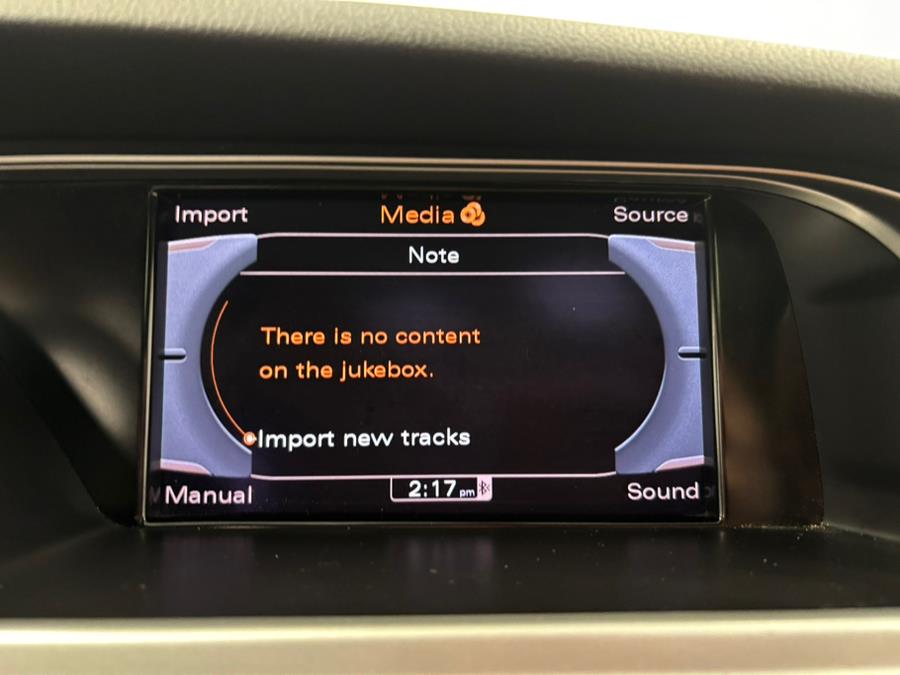 Import Media Source
Note
There is no content
on the jukebox.
Import new tracks
Manual 2:17 pm Sound